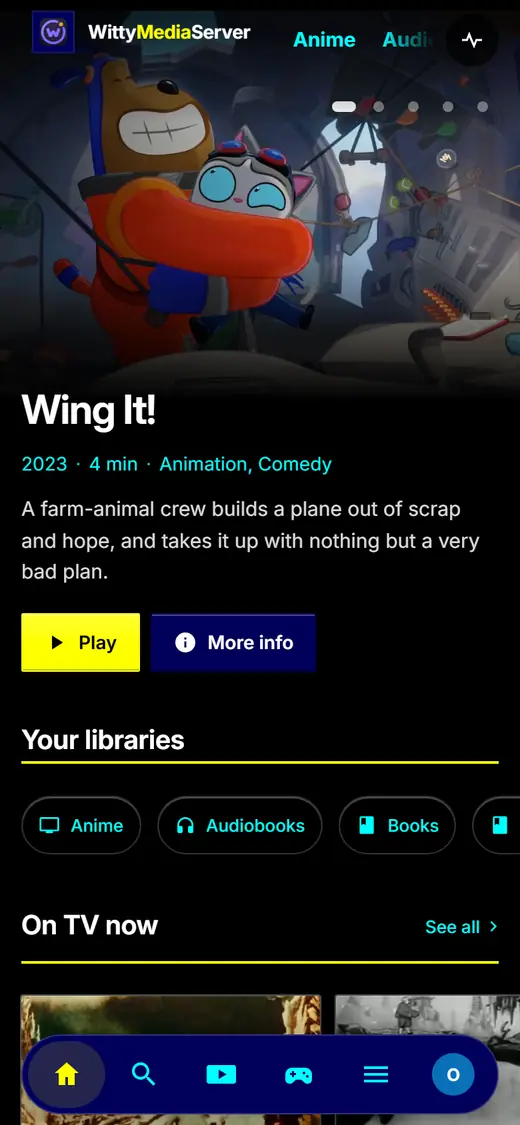 WittyMediaServer
Anime
Audi
Wing It!
2023 · 4 min · Animation, Comedy
A farm-animal crew builds a plane out of scrap
and hope, and takes it up with nothing but a very
bad plan.
Play
More info
Your libraries
Anime
Audiobooks
Books
On TV now
See all
O